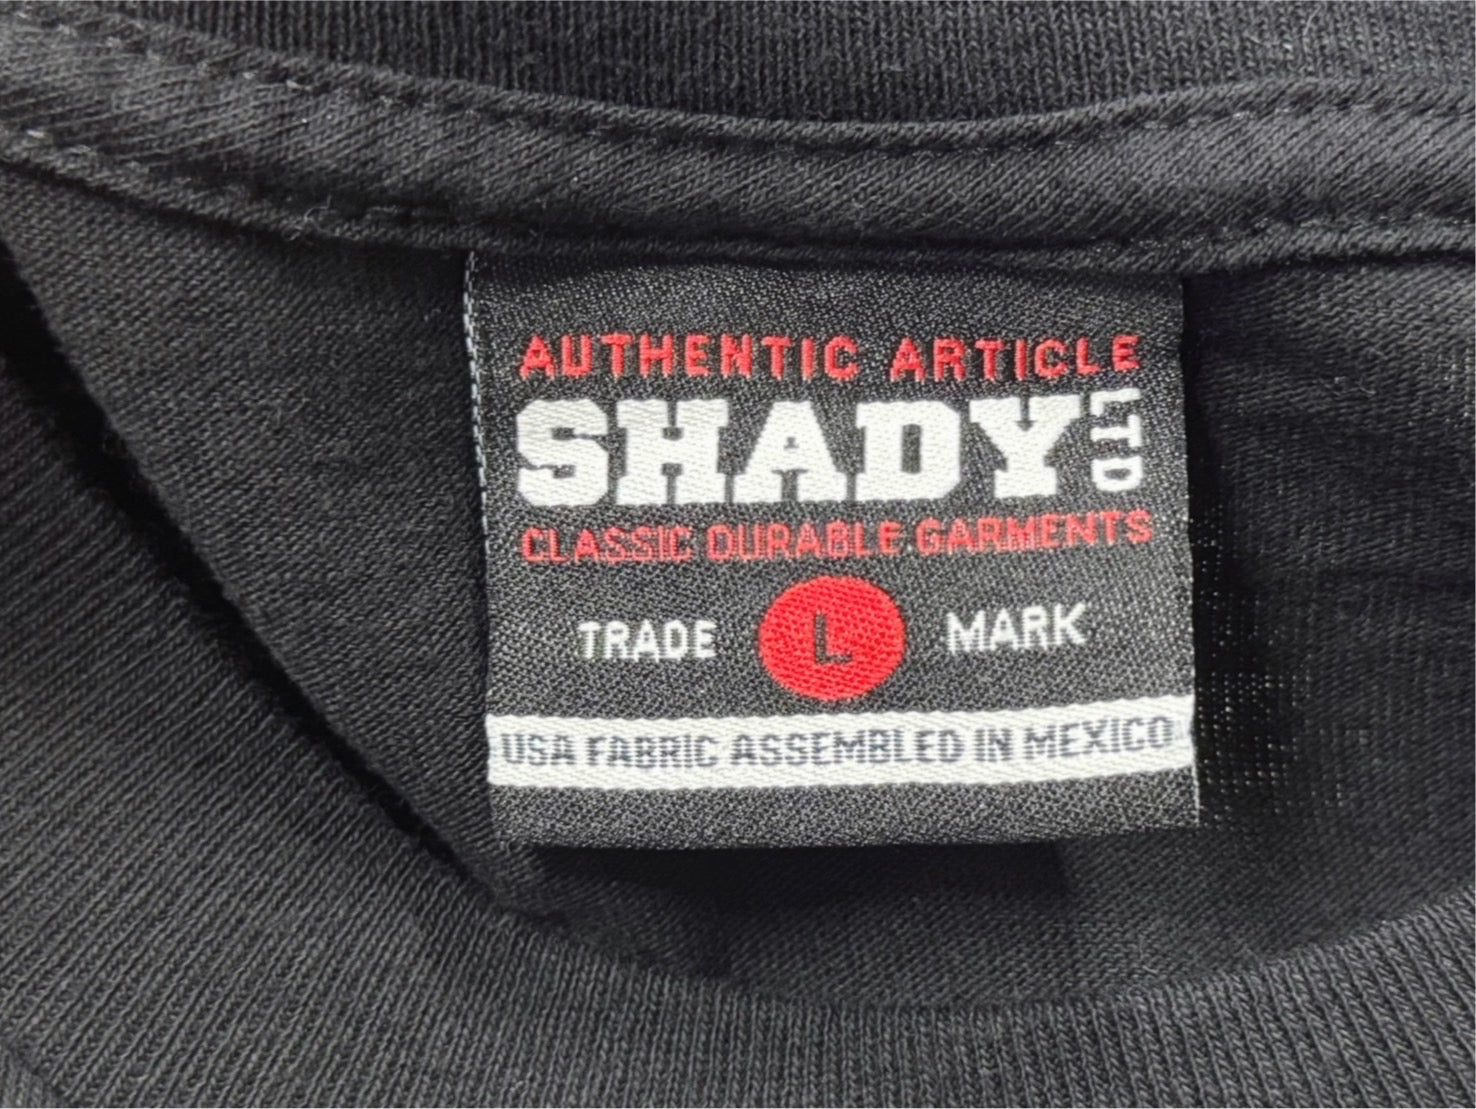 AUTHENTIC ARTICLE
SHADY LTD
CLASSIC DURABLE GARMENTS
TRADE L MARK
USA FABRIC ASSEMBLED IN MEXICO